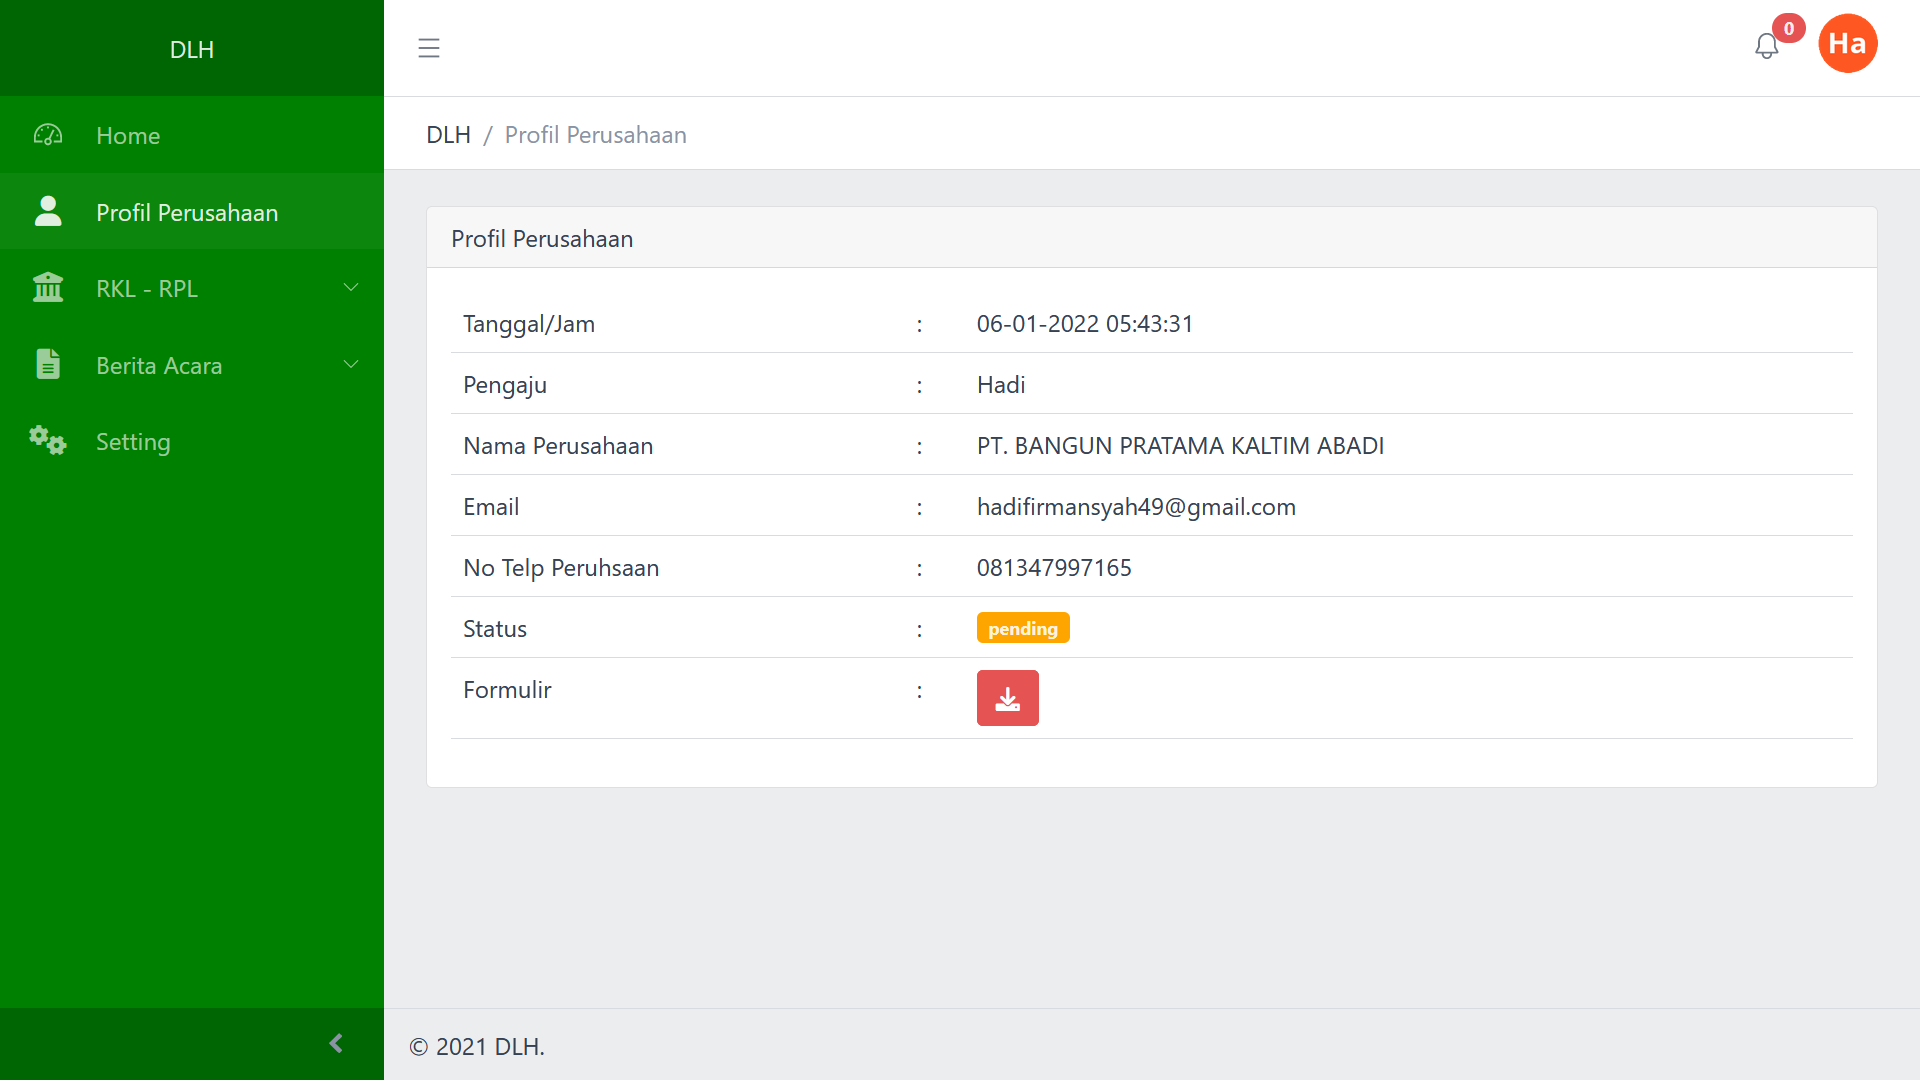 DLH
0
Ha
Home
Profil Perusahaan
RKL - RPL
Berita Acara
Setting
DLH / Profil Perusahaan
Profil Perusahaan
Tanggal/Jam : 06-01-2022 05:43:31
Pengaju : Hadi
Nama Perusahaan : PT. BANGUN PRATAMA KALTIM ABADI
Email : hadifirmansyah49@gmail.com
No Telp Peruhsaan : 081347997165
Status : pending
Formulir :
© 2021 DLH.